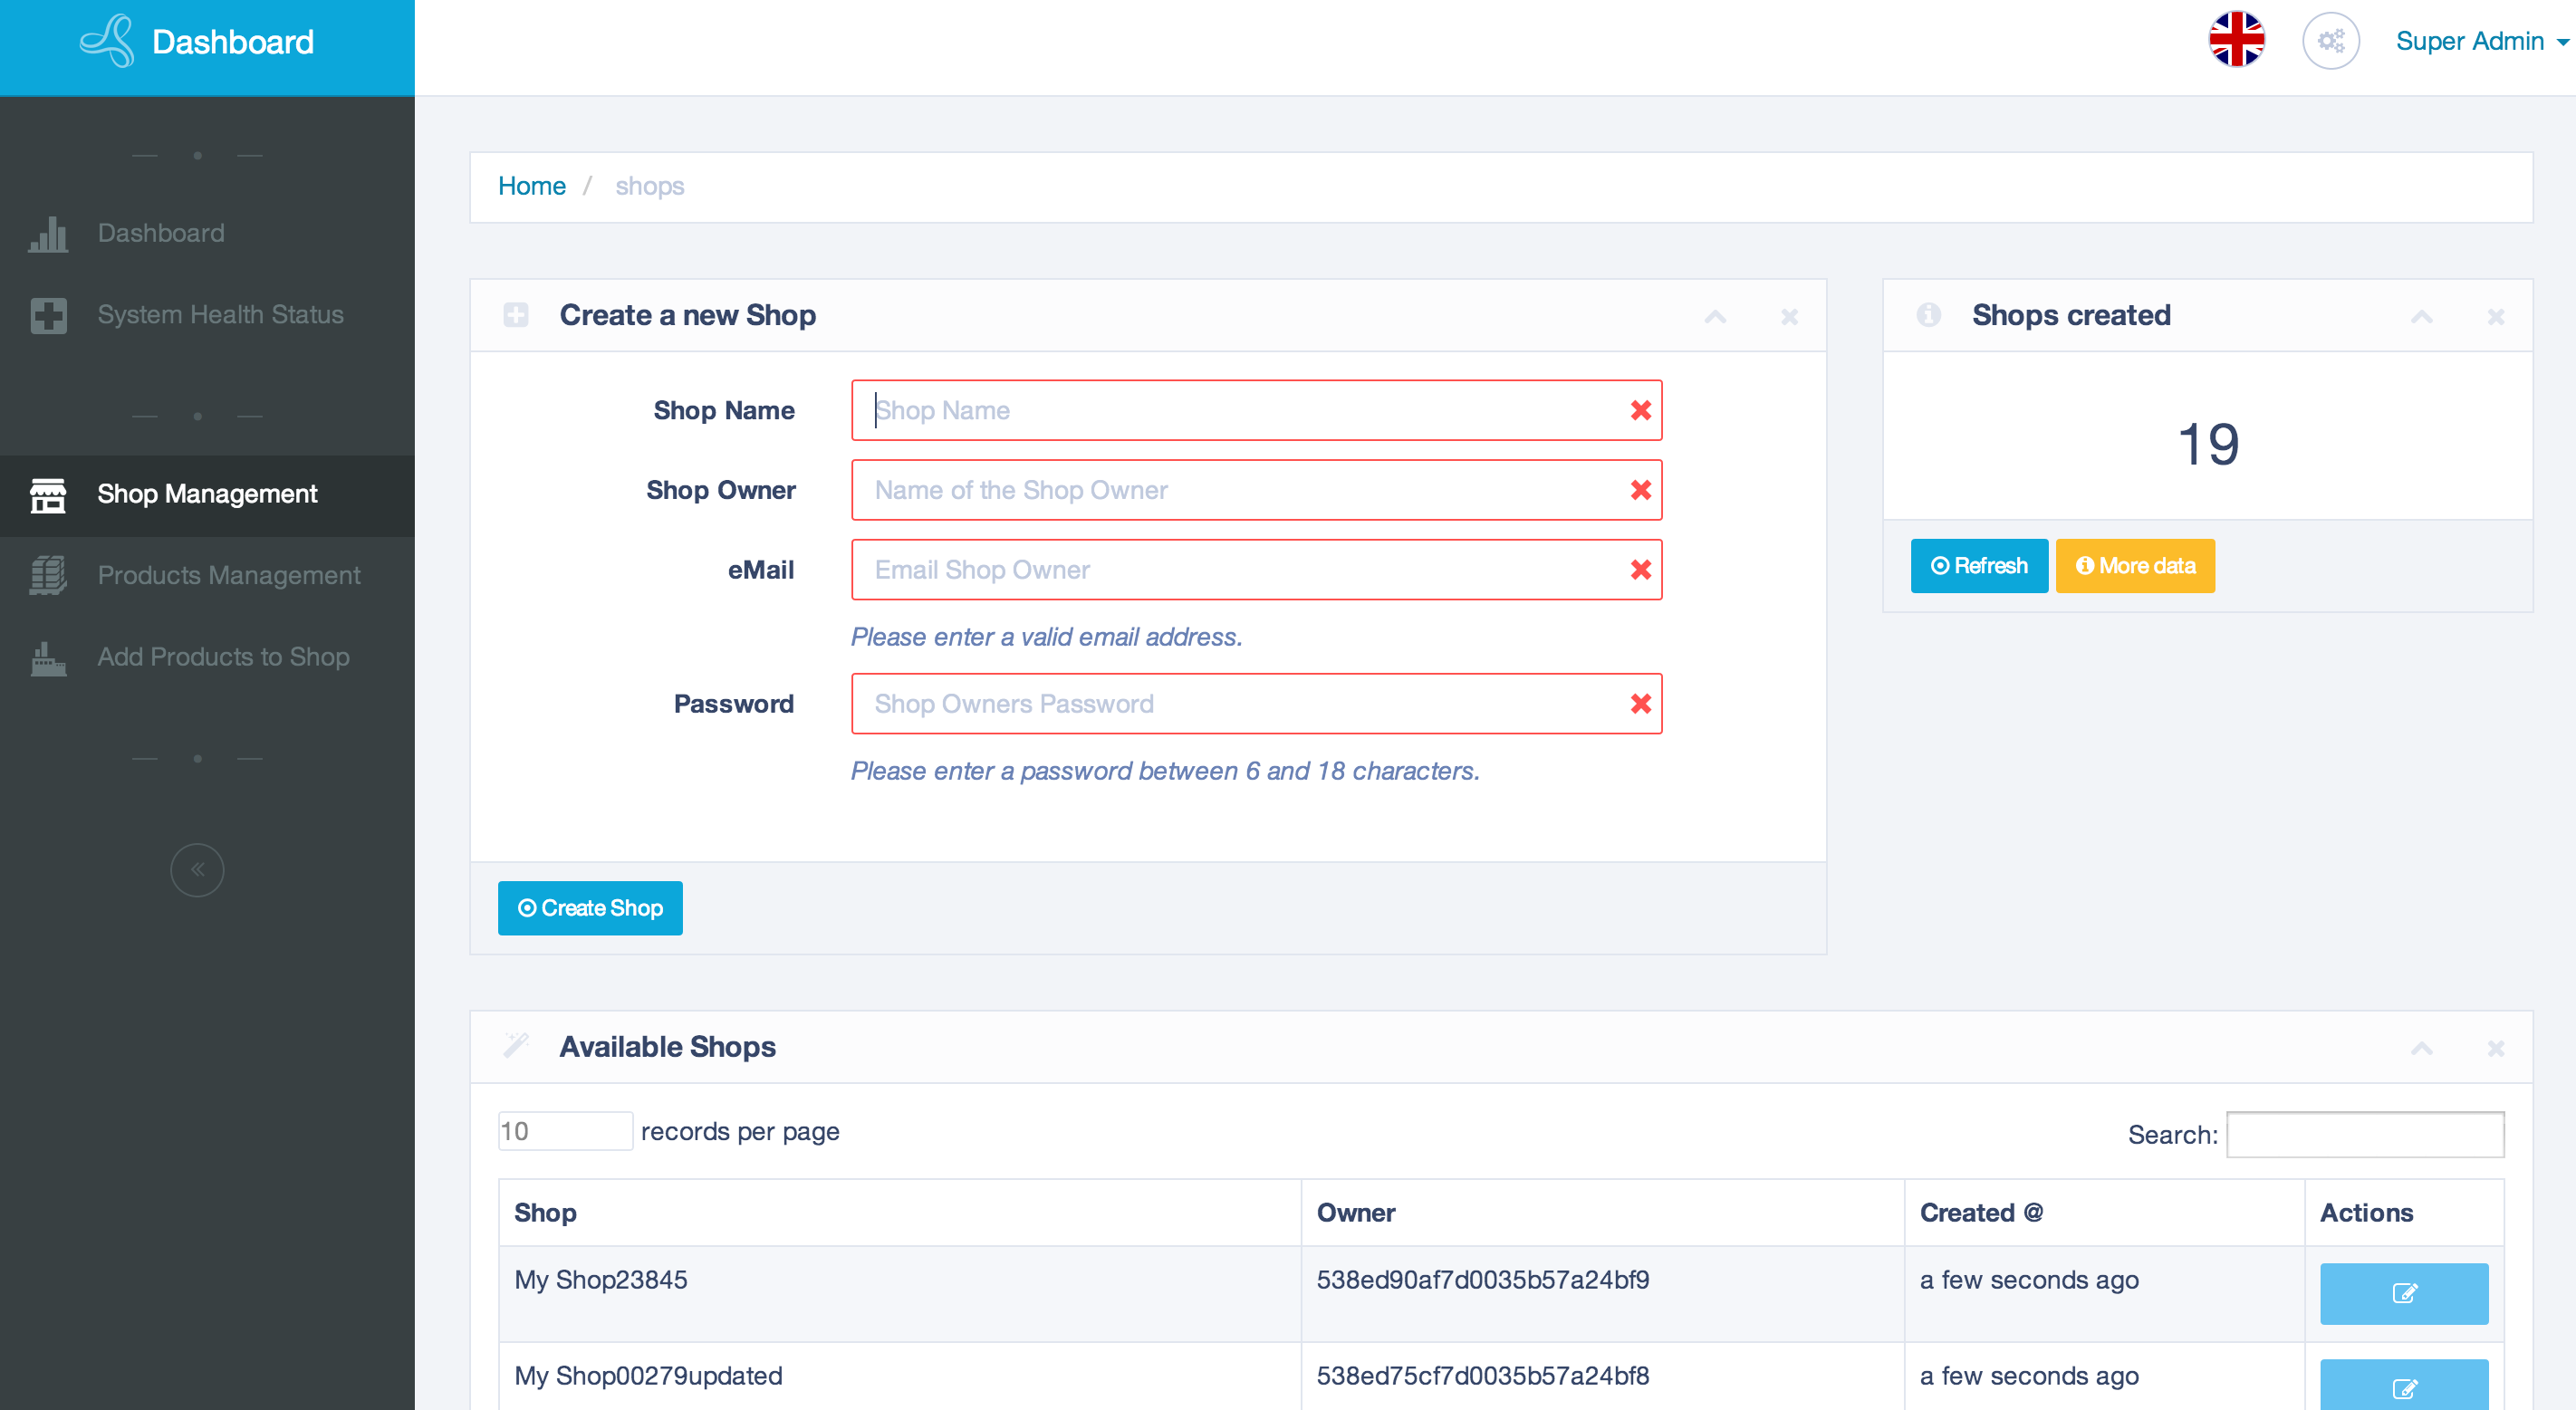 Dashboard
Super Admin
Dashboard
System Health Status
Shop Management
Products Management
Add Products to Shop
Home / shops
Create a new Shop
Shop Name
Shop Name
Shop Owner
Name of the Shop Owner
eMail
Email Shop Owner
Please enter a valid email address.
Password
Shop Owners Password
Please enter a password between 6 and 18 characters.
Create Shop
Shops created
19
Refresh
More data
Available Shops
10 records per page
Search:
Shop Owner Created @ Actions
My Shop23845 538ed90af7d0035b57a24bf9 a few seconds ago
My Shop00279updated 538ed75cf7d0035b57a24bf8 a few seconds ago